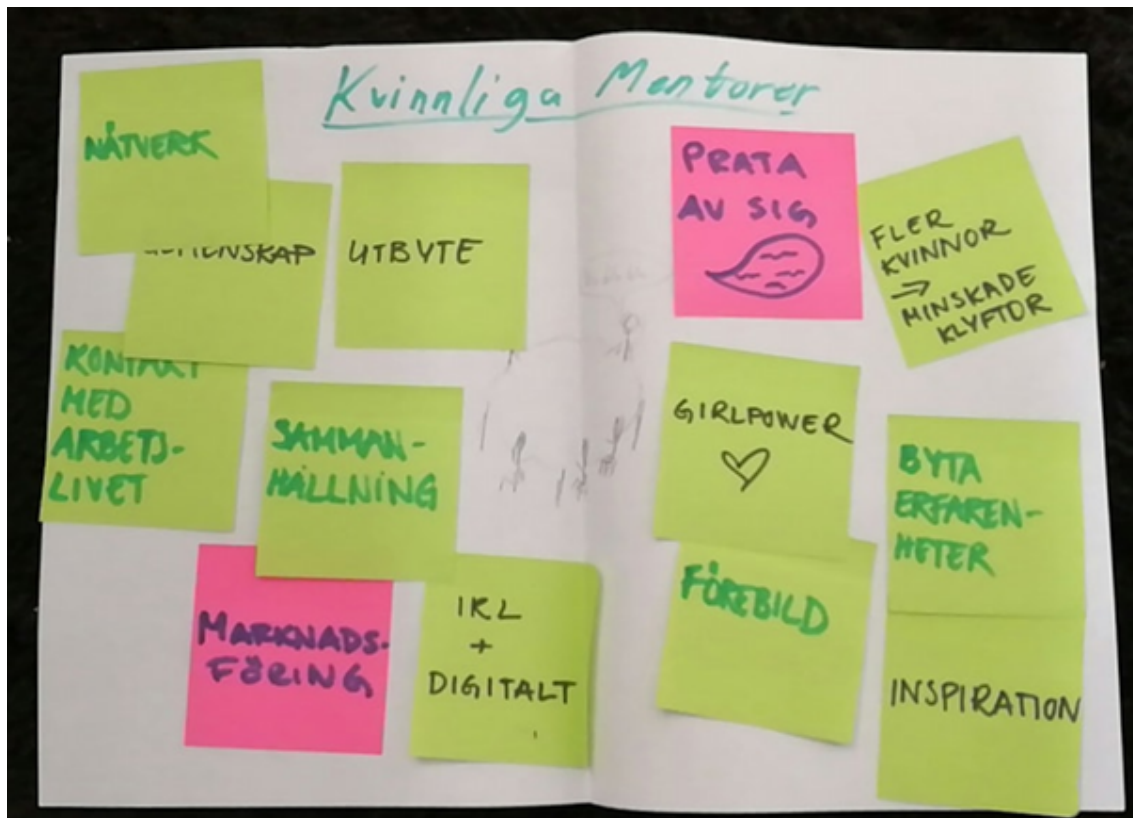 Kvinnliga Mentorer
NÄTVERK
GEMENSKAP
UTBYTE
KONTAKT
MED
ARBETS-
LIVET
SAMMAN-
HÅLLNING
MARKNADS-
FÖRING
IRL
+
DIGITALT
PRATA
AV SIG
FLER
KVINNOR
⇒
MINSKADE
KLYFTOR
GIRLPOWER
♡
BYTA
ERFAREN-
HETER
FÖREBILD
INSPIRATION